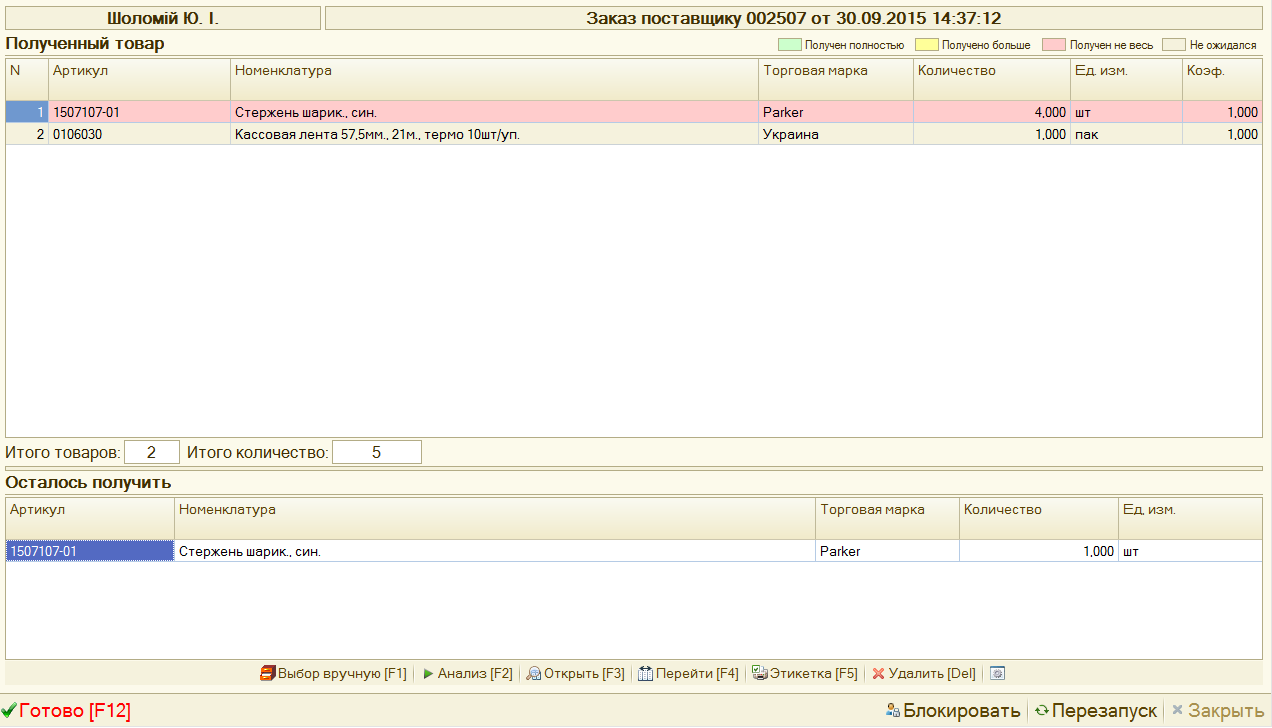 Шоломій Ю. І. Заказ поставщику 002507 от 30.09.2015 14:37:12
Полученный товар Получен полностью Получено больше Получен не весь Не ожидался
N Артикул Номенклатура Торговая марка Количество Ед. изм. Коэф.
1 1507107-01 Стержень шарик., син. Parker 4,000 шт 1,000
2 0106030 Кассовая лента 57,5мм., 21м., термо 10шт/уп. Украина 1,000 пак 1,000
Итого товаров: 2 Итого количество: 5
Осталось получить
Артикул Номенклатура Торговая марка Количество Ед. изм.
1507107-01 Стержень шарик., син. Parker 1,000 шт
Выбор вручную [F1] Анализ [F2] Открыть [F3] Перейти [F4] Этикетка [F5] Удалить [Del]
Готово [F12] Блокировать Перезапуск Закрыть